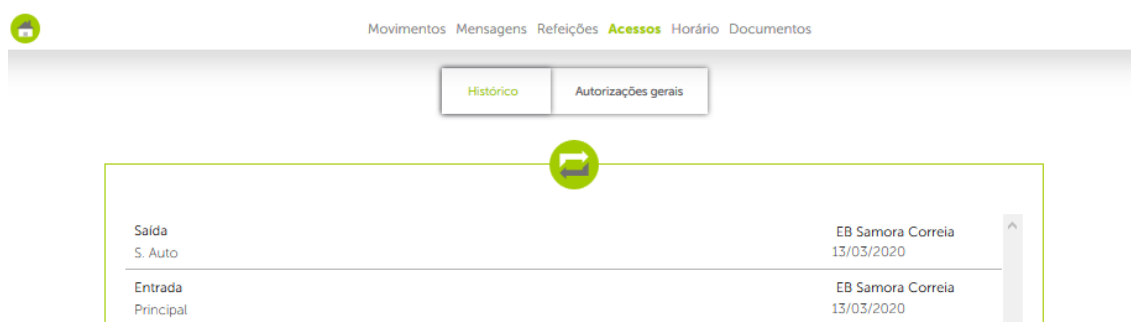 Movimentos Mensagens Refeições Acessos Horário Documentos
Histórico Autorizações gerais
Saída EB Samora Correia
S. Auto 13/03/2020
Entrada EB Samora Correia
Principal 13/03/2020